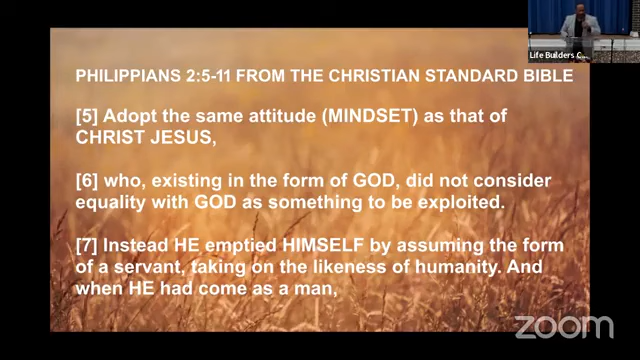 PHILIPPIANS 2:5-11 FROM THE CHRISTIAN STANDARD BIBLE
[5] Adopt the same attitude (MINDSET) as that of
CHRIST JESUS,
[6] who, existing in the form of GOD, did not consider
equality with GOD as something to be exploited.
[7] Instead HE emptied HIMSELF by assuming the form
of a servant, taking on the likeness of humanity. And
when HE had come as a man,
Life Builders C...
zoom